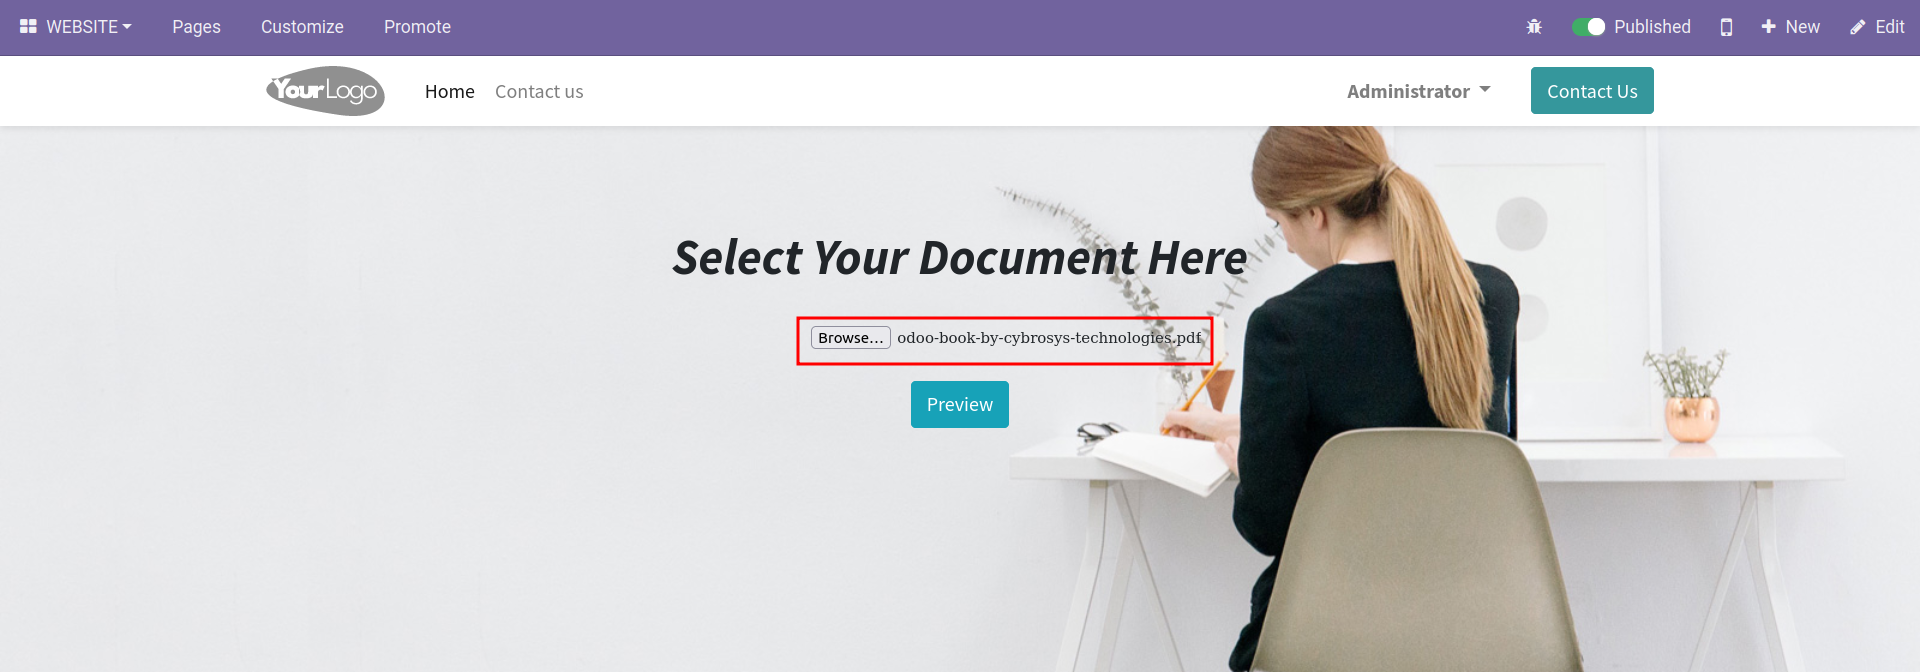 WEBSITE Pages Customize Promote Published New Edit
YourLogo Home Contact us Administrator Contact Us
Select Your Document Here
Browse... odoo-book-by-cybrosys-technologies.pdf
Preview